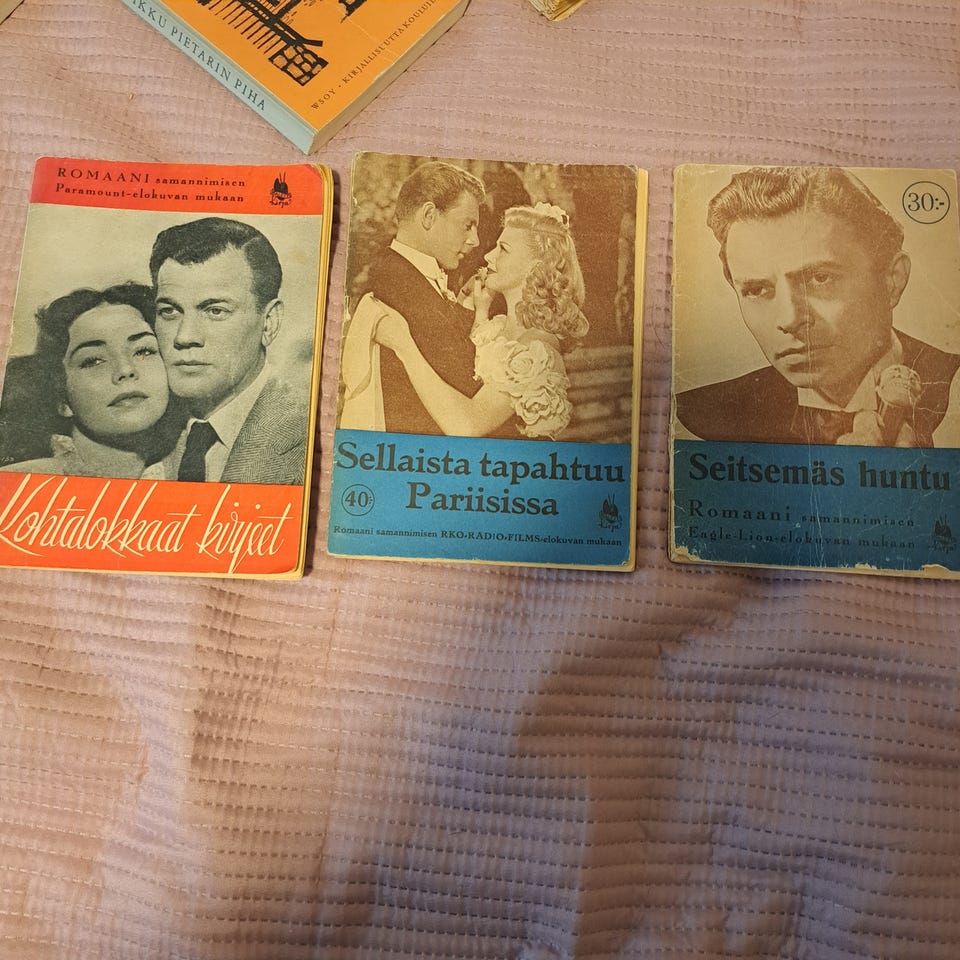 IKKU PIETARIN PIHA
WSOY · KIRJALLISUUTTA KOULUILLE
ROMAANI samannimisen
Paramount-elokuvan mukaan
Kohtalokkaat kirjeet
Sellaista tapahtuu
Pariisissa
40:-
Romaani samannimisen RKO-RADIO-FILMS-elokuvan mukaan
30:-
Seitsemäs huntu
Romaani samannimisen
Eagle-Lion-elokuvan mukaan